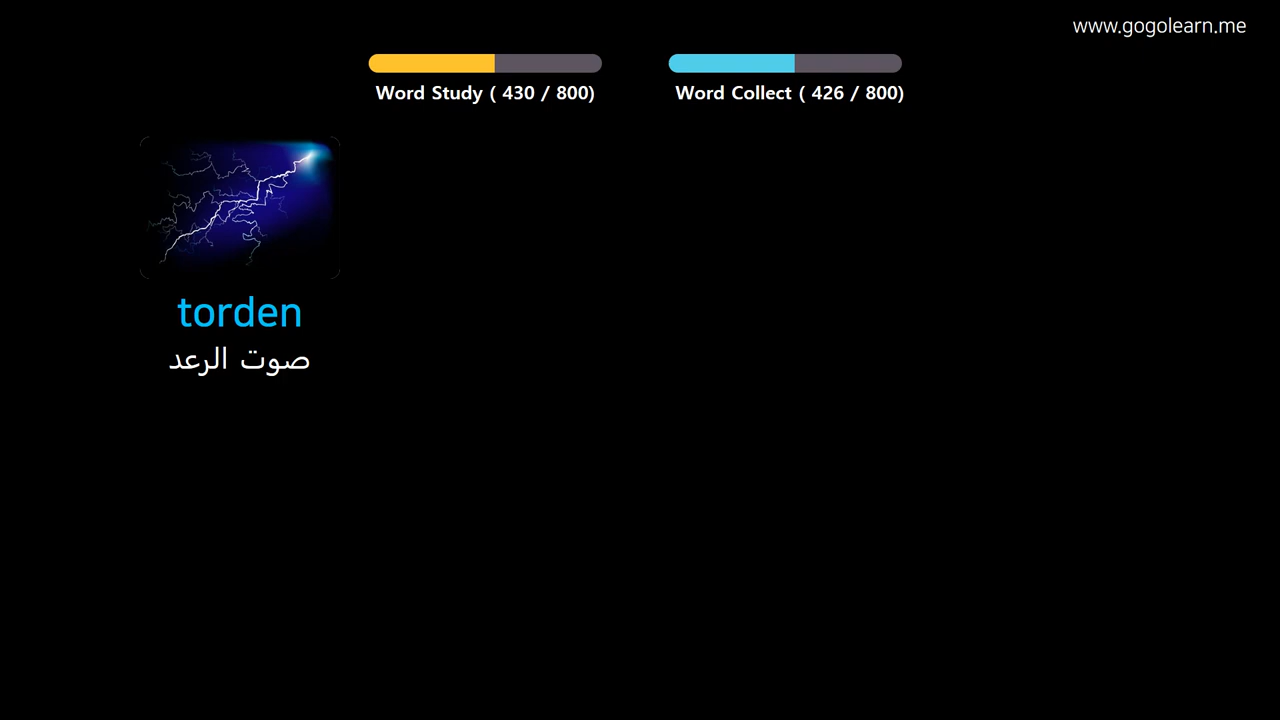 www.gogolearn.me
Word Study ( 430 / 800)
Word Collect ( 426 / 800)
torden
صوت الرعد